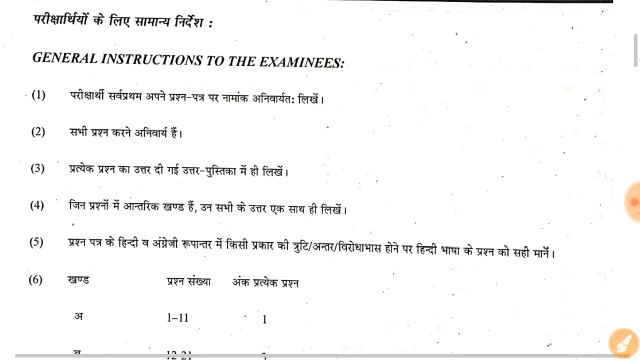 परीक्षार्थियों के लिए सामान्य निर्देश :
GENERAL INSTRUCTIONS TO THE EXAMINEES:
(1) परीक्षार्थी सर्वप्रथम अपने प्रश्न-पत्र पर नामांक अनिवार्यत: लिखें।
(2) सभी प्रश्न करने अनिवार्य हैं।
(3) प्रत्येक प्रश्न का उत्तर दी गई उत्तर-पुस्तिका में ही लिखें।
(4) जिन प्रश्नों में आन्तरिक खण्ड हैं, उन सभी के उत्तर एक साथ ही लिखें।
(5) प्रश्न पत्र के हिन्दी व अंग्रेजी रूपान्तर में किसी प्रकार की त्रुटि/अन्तर/विरोधाभास होने पर हिन्दी भाषा के प्रश्न को सही मानें।
(6) खण्ड प्रश्न संख्या अंक प्रत्येक प्रश्न
अ 1–11 1
ब 12-21